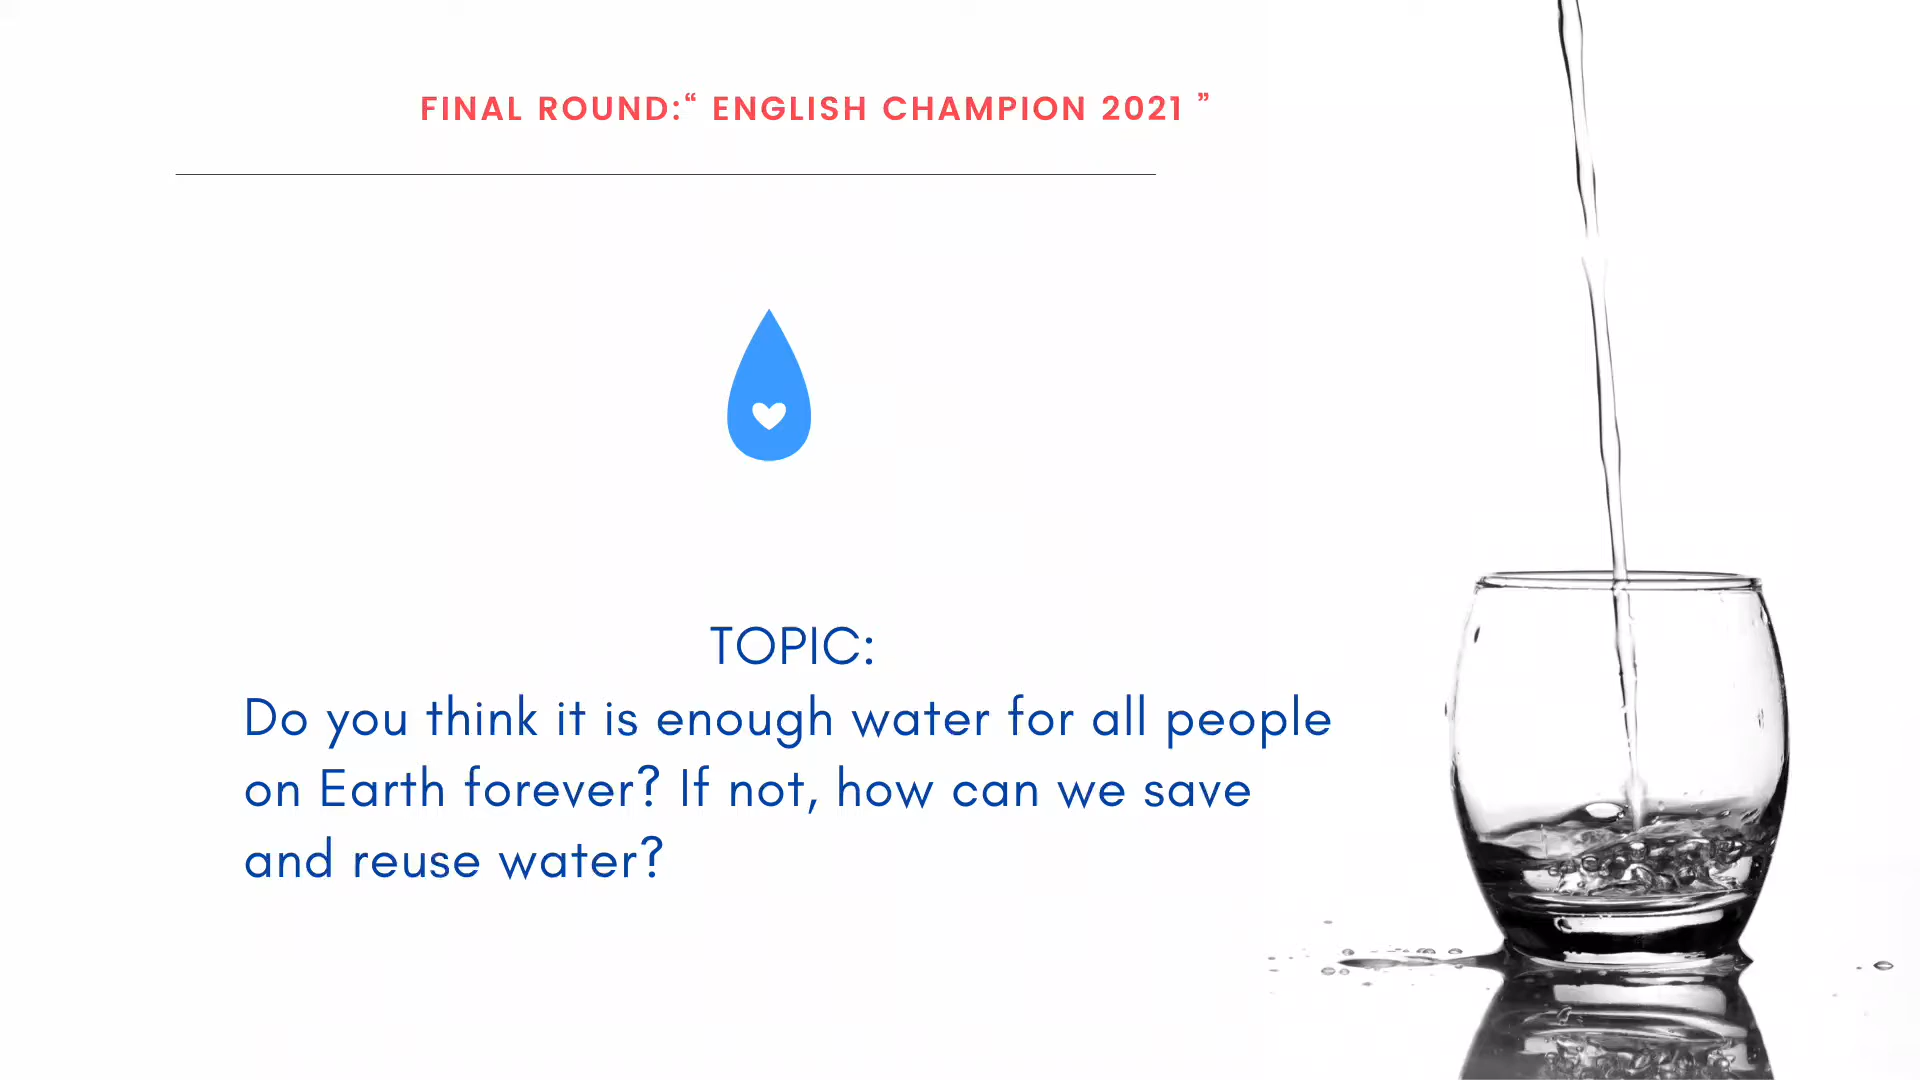 FINAL ROUND:“ ENGLISH CHAMPION 2021 ”
TOPIC:
Do you think it is enough water for all people
on Earth forever? If not, how can we save
and reuse water?